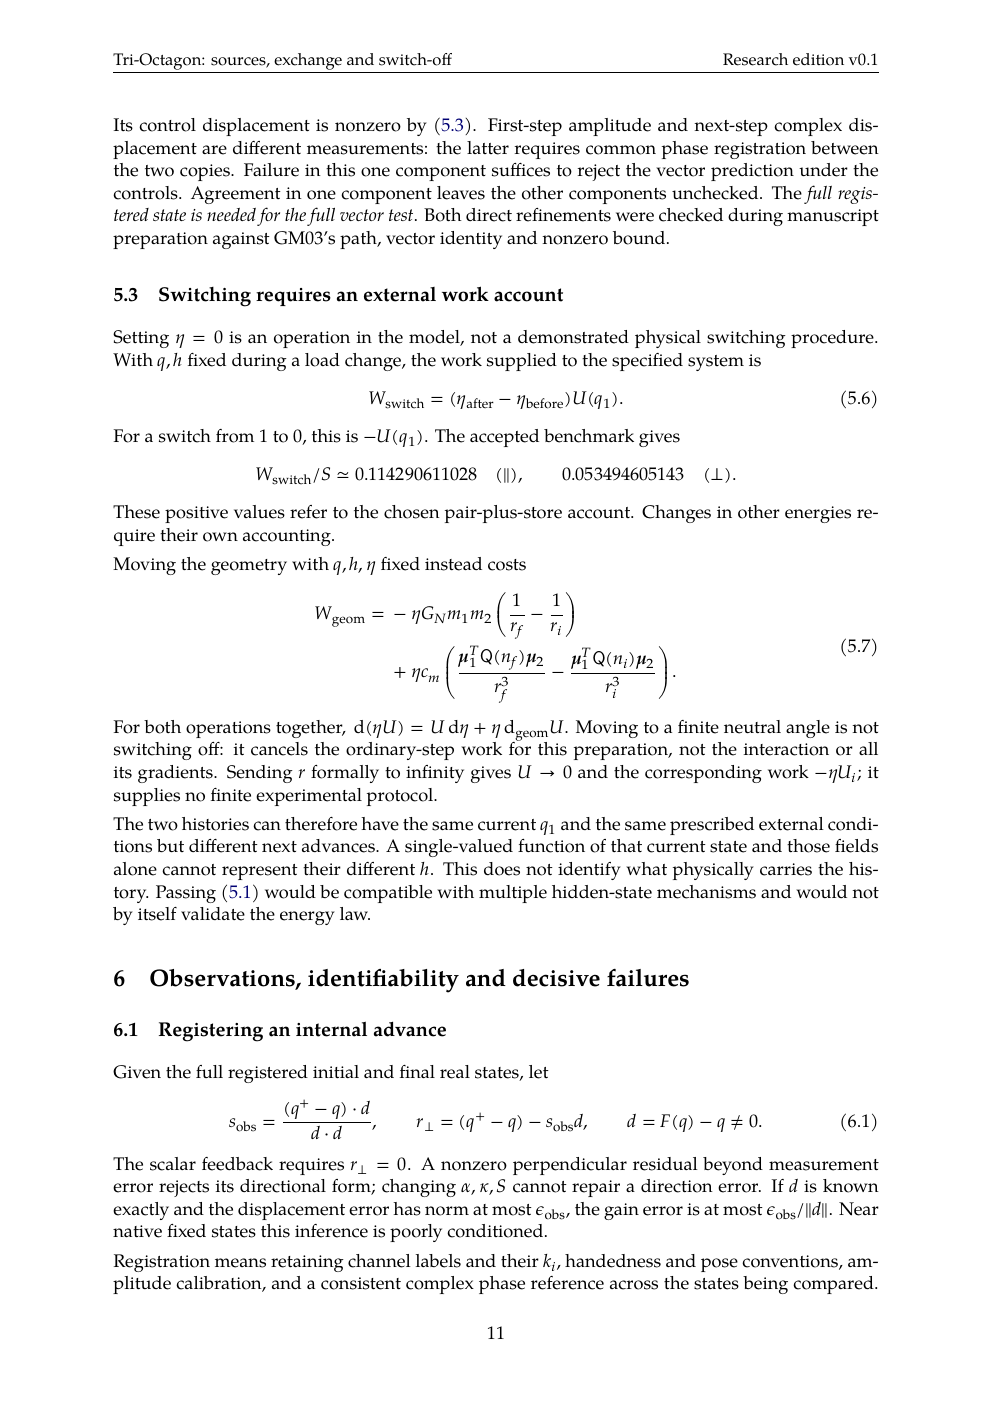 Tri-Octagon: sources, exchange and switch-off Research edition v0.1
Its control displacement is nonzero by (5.3). First-step amplitude and next-step complex dis-
placement are different measurements: the latter requires common phase registration between
the two copies. Failure in this one component suffices to reject the vector prediction under the
controls. Agreement in one component leaves the other components unchecked. The full regis-
tered state is needed for the full vector test. Both direct refinements were checked during manuscript
preparation against GM03’s path, vector identity and nonzero bound.
5.3 Switching requires an external work account
Setting η = 0 is an operation in the model, not a demonstrated physical switching procedure.
With q, h fixed during a load change, the work supplied to the specified system is
W_switch = (η_after − η_before)U(q₁). (5.6)
For a switch from 1 to 0, this is −U(q₁). The accepted benchmark gives
W_switch/S ≃ 0.114290611028 (∥), 0.053494605143 (⊥).
These positive values refer to the chosen pair-plus-store account. Changes in other energies re-
quire their own accounting.
Moving the geometry with q, h, η fixed instead costs
W_geom = − ηG_N m₁m₂ (1/r_f − 1/r_i)
+ ηc_m (μ₁ᵀQ(n_f)μ₂/r_f³ − μ₁ᵀQ(n_i)μ₂/r_i³). (5.7)
For both operations together, d(ηU) = U dη + η d_geom U. Moving to a finite neutral angle is not
switching off: it cancels the ordinary-step work for this preparation, not the interaction or all
its gradients. Sending r formally to infinity gives U → 0 and the corresponding work −ηU_i; it
supplies no finite experimental protocol.
The two histories can therefore have the same current q₁ and the same prescribed external condi-
tions but different next advances. A single-valued function of that current state and those fields
alone cannot represent their different h. This does not identify what physically carries the his-
tory. Passing (5.1) would be compatible with multiple hidden-state mechanisms and would not
by itself validate the energy law.
6 Observations, identifiability and decisive failures
6.1 Registering an internal advance
Given the full registered initial and final real states, let
s_obs = (q⁺ − q) · d / d · d, r_⊥ = (q⁺ − q) − s_obs d, d = F(q) − q ≠ 0. (6.1)
The scalar feedback requires r_⊥ = 0. A nonzero perpendicular residual beyond measurement
error rejects its directional form; changing α, κ, S cannot repair a direction error. If d is known
exactly and the displacement error has norm at most ϵ_obs, the gain error is at most ϵ_obs/∥d∥. Near
native fixed states this inference is poorly conditioned.
Registration means retaining channel labels and their k_i, handedness and pose conventions, am-
plitude calibration, and a consistent complex phase reference across the states being compared.
11